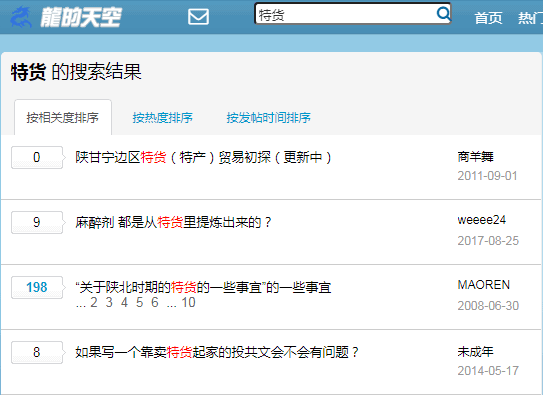 龍的天空
特货
首页 热门
特货 的搜索结果
按相关度排序 按热度排序 按发帖时间排序
0 陕甘宁边区特货（特产）贸易初探（更新中） 商羊舞
2011-09-01
9 麻醉剂 都是从特货里提炼出来的？ weeee24
2017-08-25
198 “关于陕北时期的特货的一些事宜”的一些事宜 MAOREN
... 2 3 4 5 6 ... 10 2008-06-30
8 如果写一个靠卖特货起家的投共文会不会有问题？ 未成年
2014-05-17